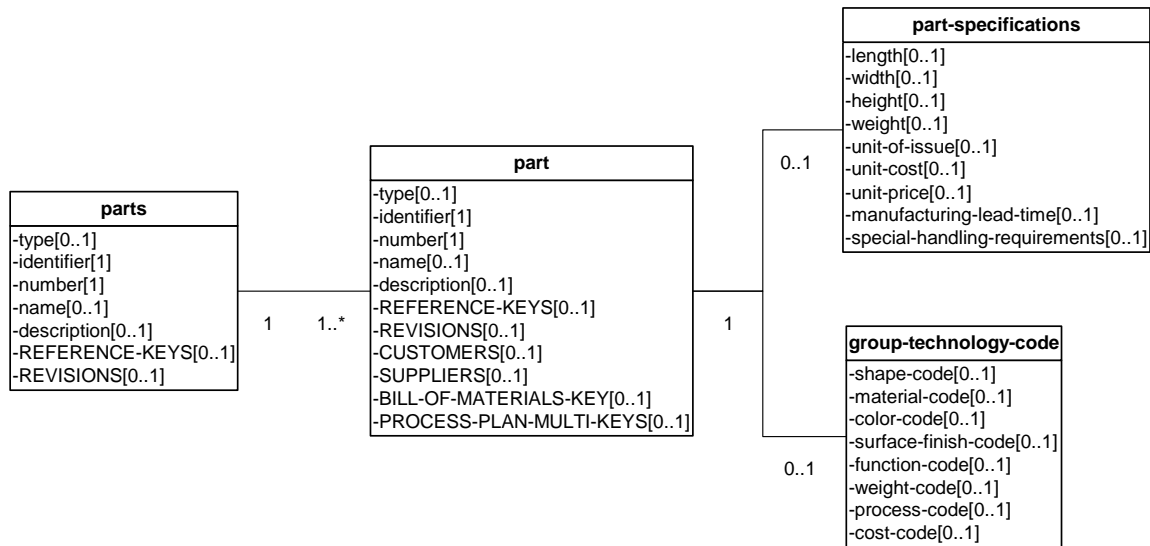 parts
-type[0..1]
-identifier[1]
-number[1]
-name[0..1]
-description[0..1]
-REFERENCE-KEYS[0..1]
-REVISIONS[0..1]
1
1..*
part
-type[0..1]
-identifier[1]
-number[1]
-name[0..1]
-description[0..1]
-REFERENCE-KEYS[0..1]
-REVISIONS[0..1]
-CUSTOMERS[0..1]
-SUPPLIERS[0..1]
-BILL-OF-MATERIALS-KEY[0..1]
-PROCESS-PLAN-MULTI-KEYS[0..1]
1
0..1
part-specifications
-length[0..1]
-width[0..1]
-height[0..1]
-weight[0..1]
-unit-of-issue[0..1]
-unit-cost[0..1]
-unit-price[0..1]
-manufacturing-lead-time[0..1]
-special-handling-requirements[0..1]
0..1
group-technology-code
-shape-code[0..1]
-material-code[0..1]
-color-code[0..1]
-surface-finish-code[0..1]
-function-code[0..1]
-weight-code[0..1]
-process-code[0..1]
-cost-code[0..1]